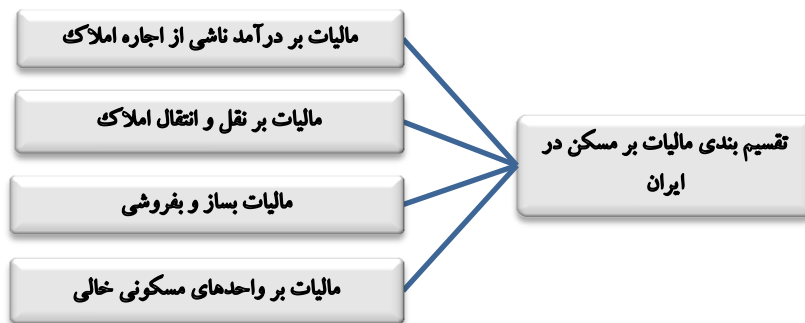 تقسیم بندی مالیات بر مسکن در
ایران
مالیات بر درآمد ناشی از اجاره املاک
مالیات بر نقل و انتقال املاک
مالیات بساز و بفروشی
مالیات بر واحدهای مسکونی خالی